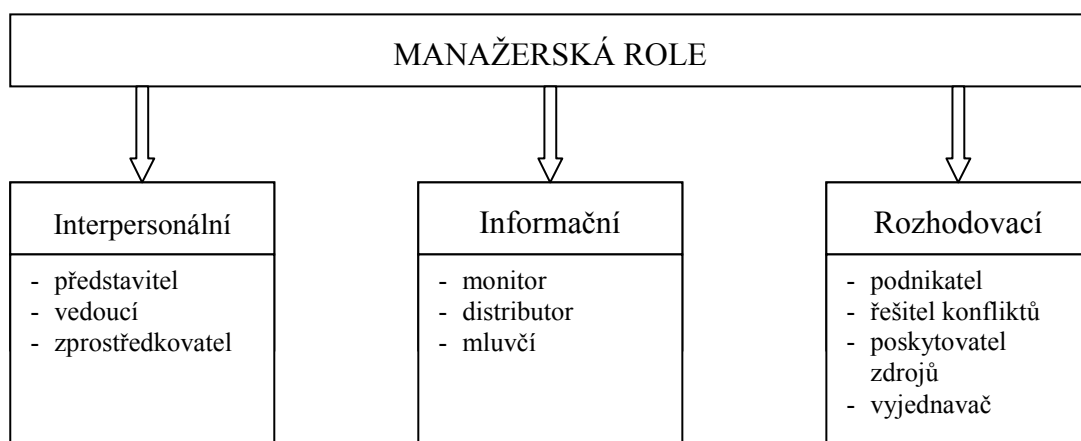 MANAŽERSKÁ ROLE
Interpersonální
- představitel
- vedoucí
- zprostředkovatel
Informační
- monitor
- distributor
- mluvčí
Rozhodovací
- podnikatel
- řešitel konfliktů
- poskytovatel
zdrojů
- vyjednavač